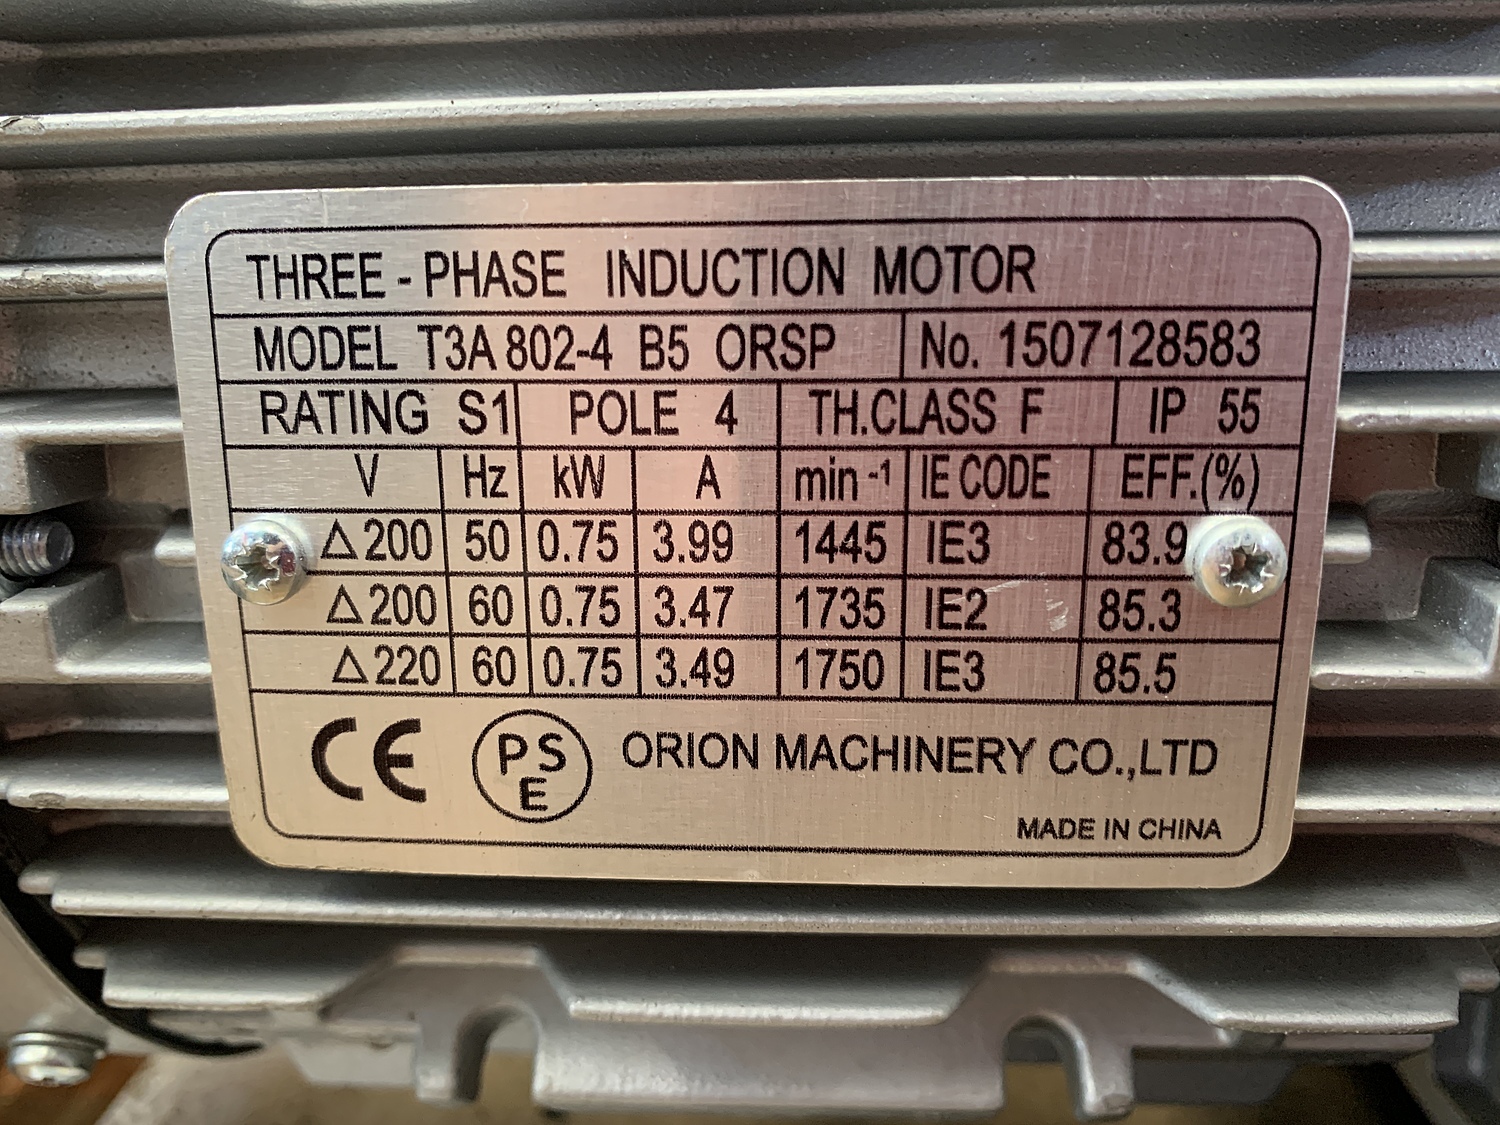 THREE - PHASE INDUCTION MOTOR
MODEL T3A 802-4 B5 ORSP No. 1507128583
RATING S1 POLE 4 TH.CLASS F IP 55
V Hz kW A min -1 IE CODE EFF.(%)
△200 50 0.75 3.99 1445 IE3 83.9
△200 60 0.75 3.47 1735 IE2 85.3
△220 60 0.75 3.49 1750 IE3 85.5
CE PS E ORION MACHINERY CO.,LTD
MADE IN CHINA